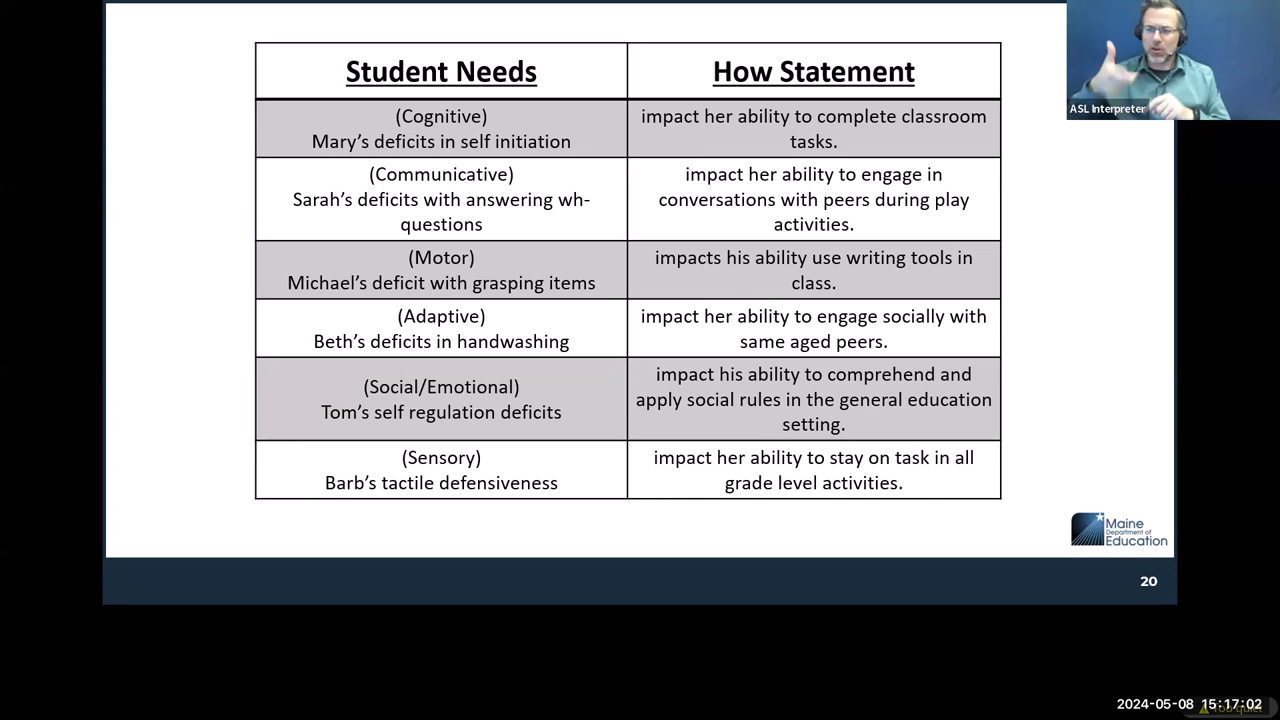 Student Needs
How Statement
(Cognitive)
Mary's deficits in self initiation
impact her ability to complete classroom
tasks.
(Communicative)
Sarah's deficits with answering wh-
questions
impact her ability to engage in
conversations with peers during play
activities.
(Motor)
Michael's deficit with grasping items
impacts his ability use writing tools in
class.
(Adaptive)
Beth's deficits in handwashing
impact her ability to engage socially with
same aged peers.
(Social/Emotional)
Tom's self regulation deficits
impact his ability to comprehend and
apply social rules in the general education
setting.
(Sensory)
Barb's tactile defensiveness
impact her ability to stay on task in all
grade level activities.
ASL Interpreter
Maine
Department of
Education
20
2024-05-08 15:17:02